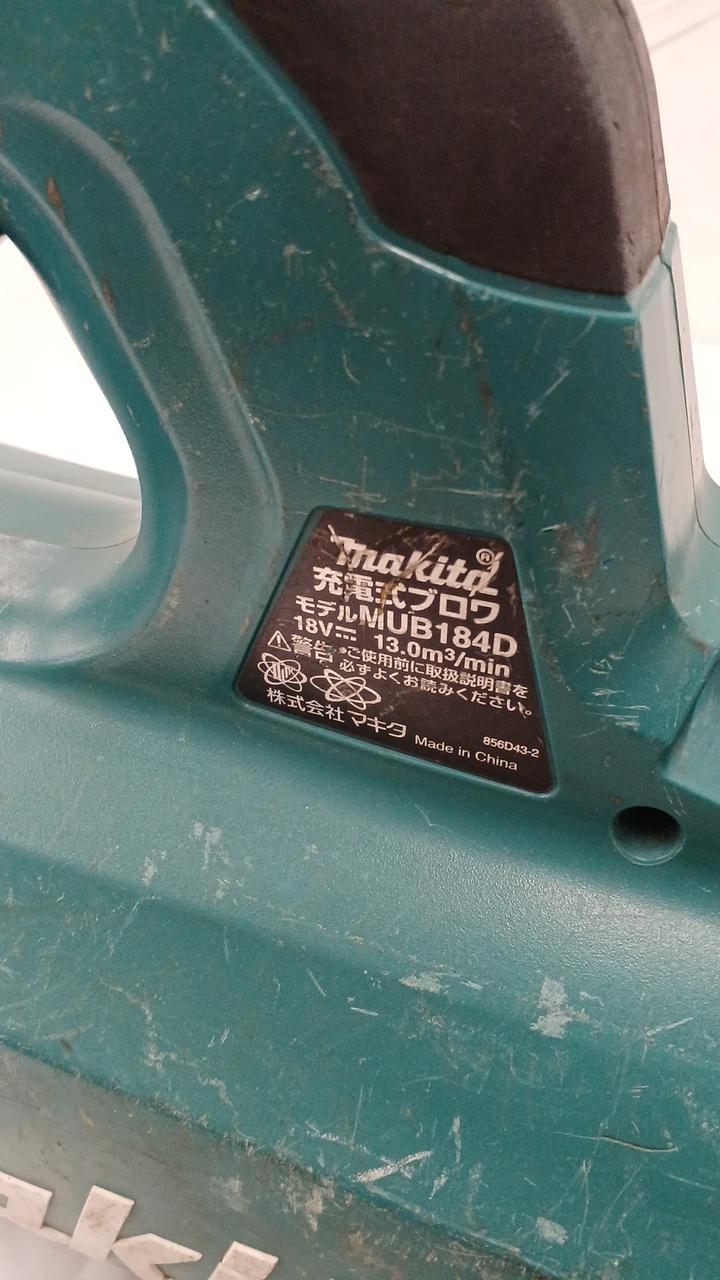 makita®
充電式ブロワ
モデルMUB184D
18V⎓ 13.0m³/min
⚠警告 •ご使用前に取扱説明書を
必ずよくお読みください。
株式会社 マキタ
856D43-2
Made in China
aki